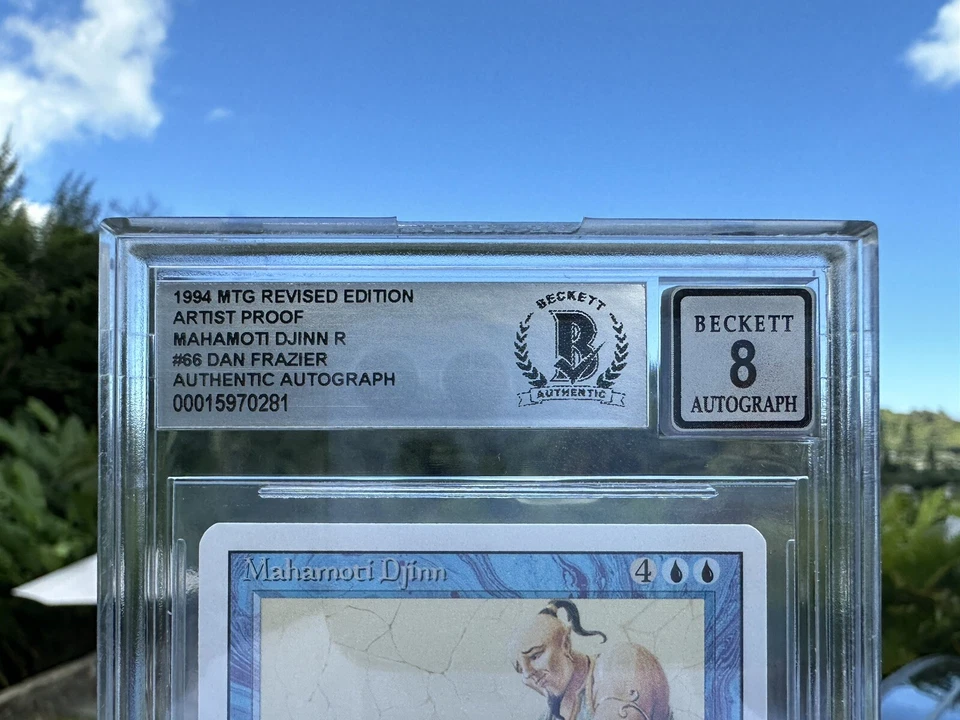 1994 MTG REVISED EDITION
ARTIST PROOF
MAHAMOTI DJINN R
#66 DAN FRAZIER
AUTHENTIC AUTOGRAPH
00015970281
BECKETT
B
AUTHENTIC
BECKETT
8
AUTOGRAPH
Mahamoti Djinn 4